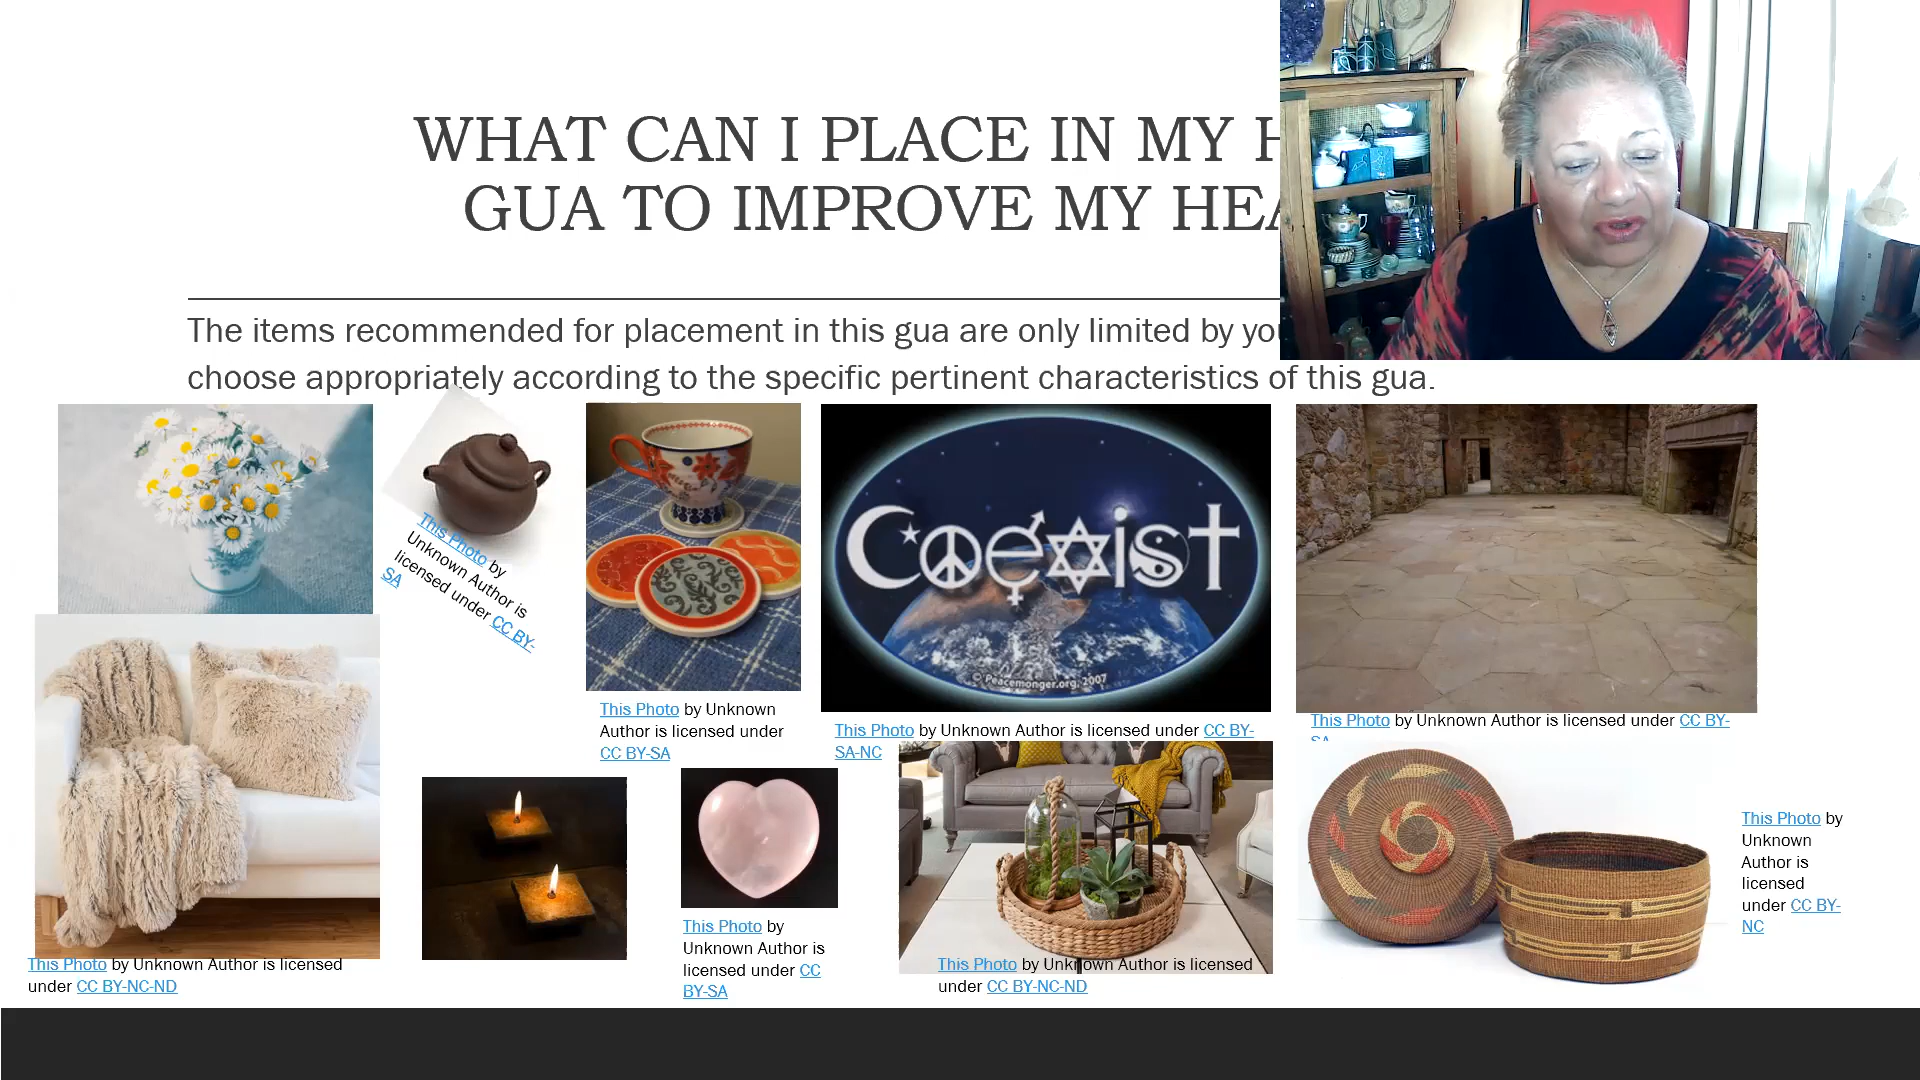 WHAT CAN I PLACE IN MY
GUA TO IMPROVE MY
The items recommended for placement in this gua are only limited by
choose appropriately according to the specific pertinent characteristics of this gua.
This Photo by
Unknown Author is
licensed under CC BY-
SA
Coexist
© Peacemonger.org, 2007
This Photo by Unknown
Author is licensed under
CC BY-SA
This Photo by Unknown Author is licensed under CC BY-
SA-NC
This Photo by Unknown Author is licensed under CC BY-
SA
This Photo by
Unknown
Author is
licensed
under CC BY-
NC
This Photo by
Unknown Author is
licensed under CC
BY-SA
This Photo by Unknown Author is licensed
under CC BY-NC-ND
This Photo by Unknown Author is licensed
under CC BY-NC-ND